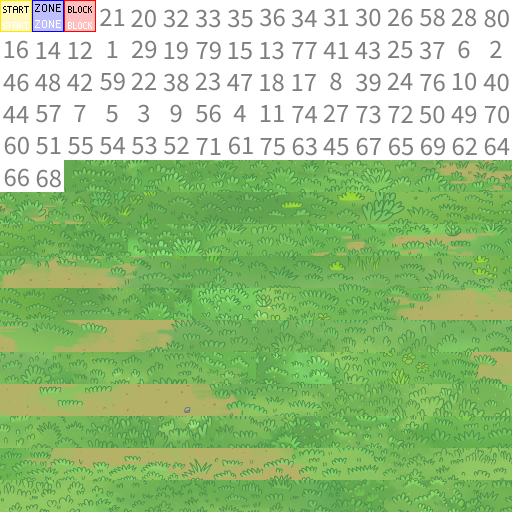 START ZONE BLOCK 21 20 32 33 35 36 34 31 30 26 58 28 80
START ZONE BLOCK
16 14 12 1 29 19 79 15 13 77 41 43 25 37 6 2
46 48 42 59 22 38 23 47 18 17 8 39 24 76 10 40
44 57 7 5 3 9 56 4 11 74 27 73 72 50 49 70
60 51 55 54 53 52 71 61 75 63 45 67 65 69 62 64
66 68